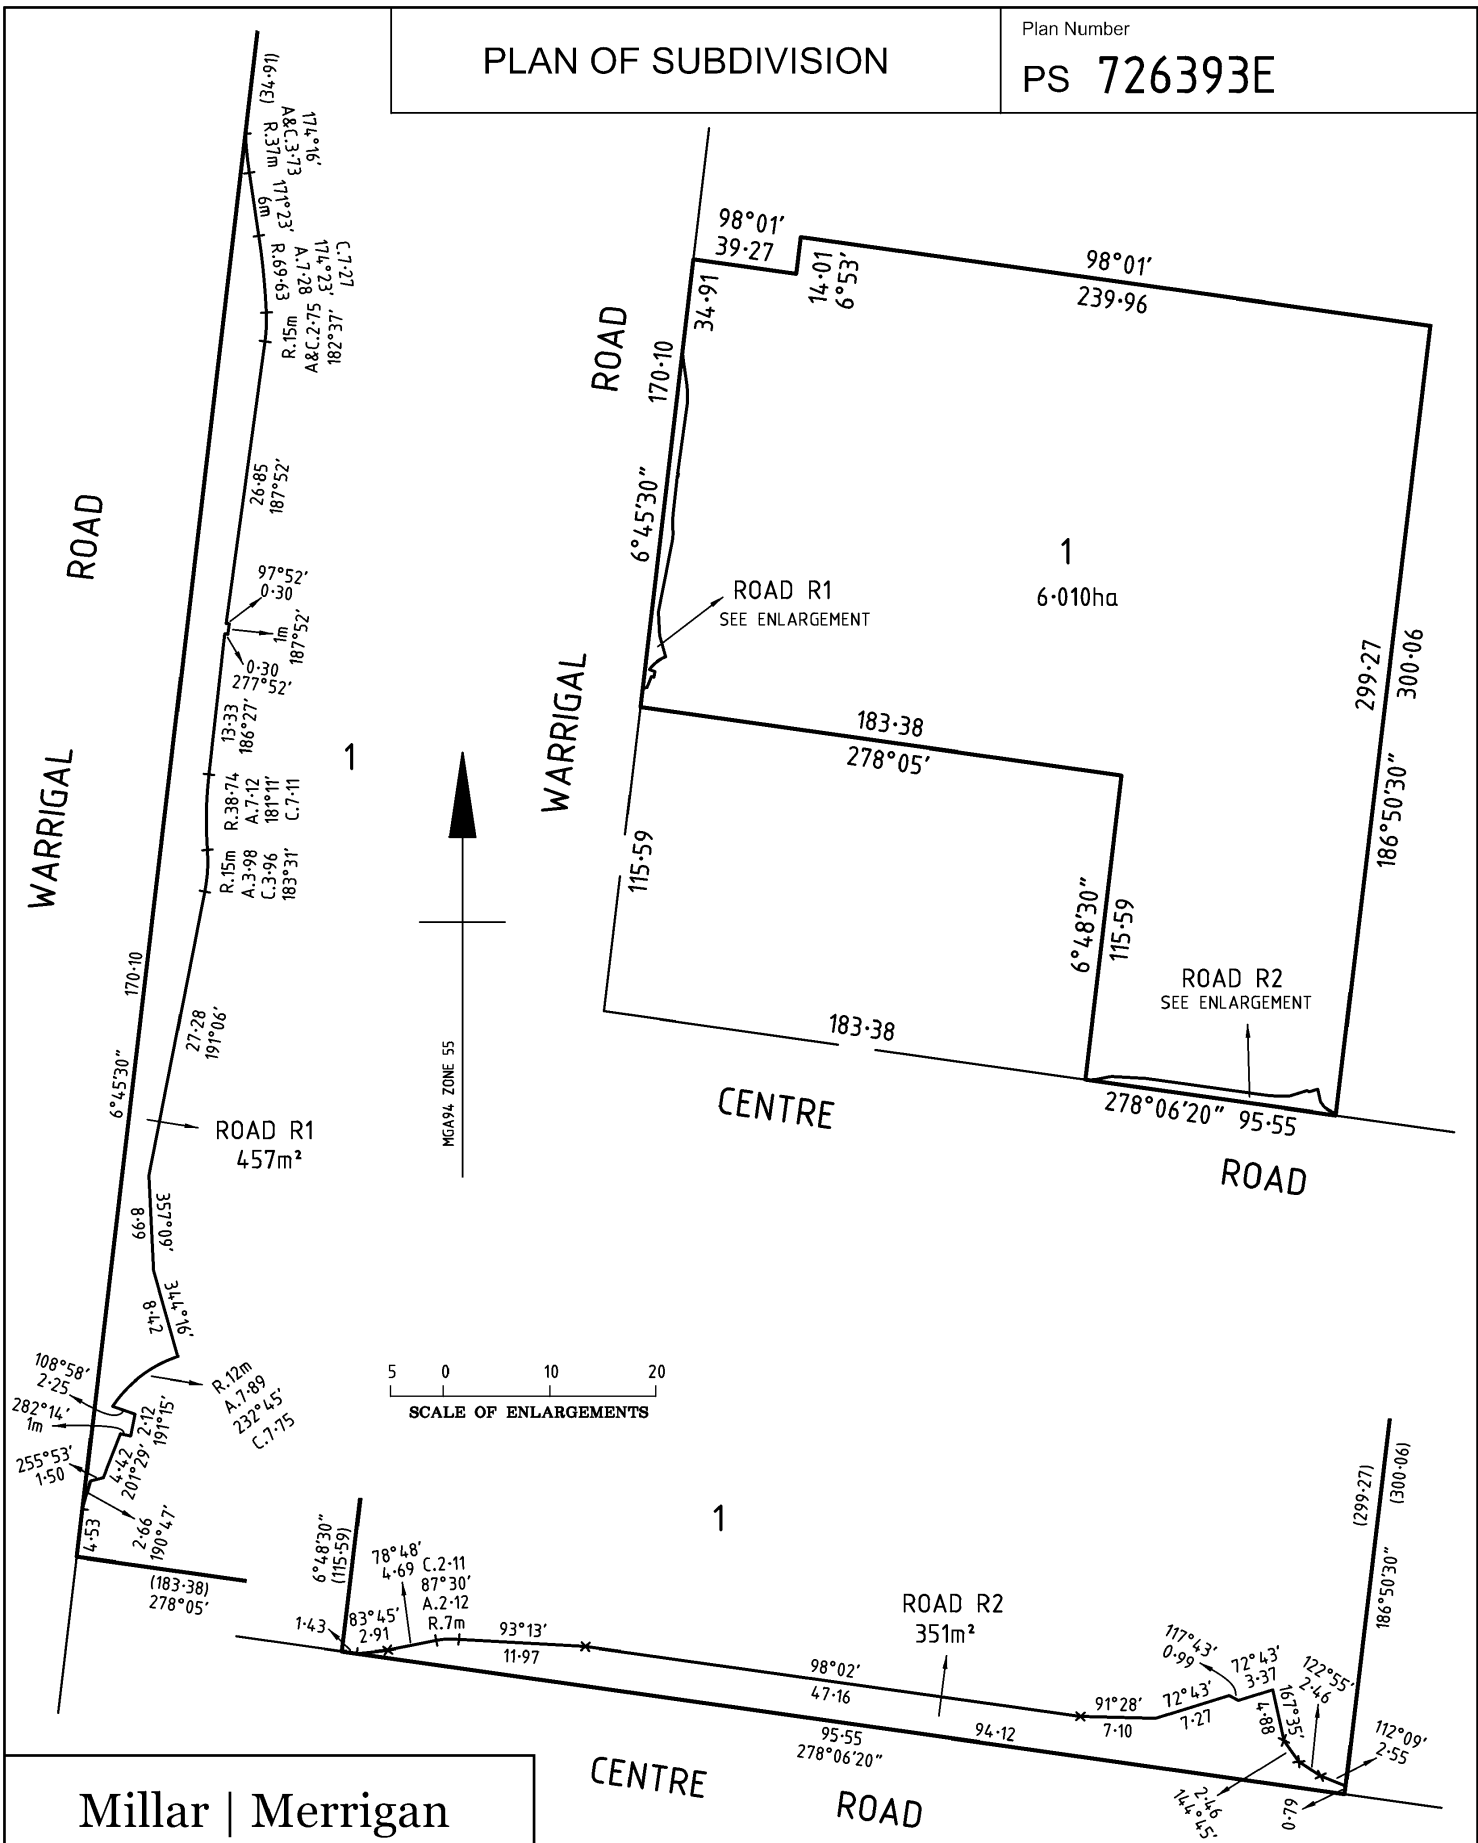 PLAN OF SUBDIVISION
Plan Number
PS 726393E
(34·91)
174°16′
A&C.3·73
R.37m
171°23′
6m
C.7·27
174°23′
A.7·28
R.69·63
R.15m
A&C.2·75
182°37′
26·85
187°52′
97°52′
0·30
1m
187°52′
0·30
277°52′
13·33
186°27′
R.38·74
A.7·12
181°11′
C.7·11
R.15m
A.3·98
C.3·96
183°31′
27·28
191°06′
170·10
6°45′30″
ROAD
WARRIGAL
1
ROAD R1
457m²
357°09′
8·99
344°16′
8·42
R.12m
A.7·89
232°45′
C.7·75
108°58′
2·25
282°14′
1m
2·12
191°15′
4·42
201°29′
255°53′
1·50
2·66
190°47′
4·53
(183·38)
278°05′
MGA94 ZONE 55
98°01′
39·27
14·01
6°53′
98°01′
239·96
34·91
170·10
6°45′30″
ROAD
WARRIGAL
ROAD R1
SEE ENLARGEMENT
1
6·010ha
299·27
300·06
186°50′30″
183·38
278°05′
115·59
6°48′30″
115·59
ROAD R2
SEE ENLARGEMENT
183·38
278°06′20″ 95·55
CENTRE
ROAD
5 0 10 20
SCALE OF ENLARGEMENTS
1
6°48′30″
(115·59)
1·43
83°45′
2·91
78°48′
4·69
C.2·11
87°30′
A.2·12
R.7m
93°13′
11·97
98°02′
47·16
ROAD R2
351m²
95·55
278°06′20″
94·12
91°28′
7·10
72°43′
7·27
117°43′
0·99
72°43′
3·37
167°35′
4·88
122°55′
2·46
112°09′
2·55
2·46
144°45′
0·79
(299·27)
(300·06)
186°50′30″
CENTRE
ROAD
Millar | Merrigan